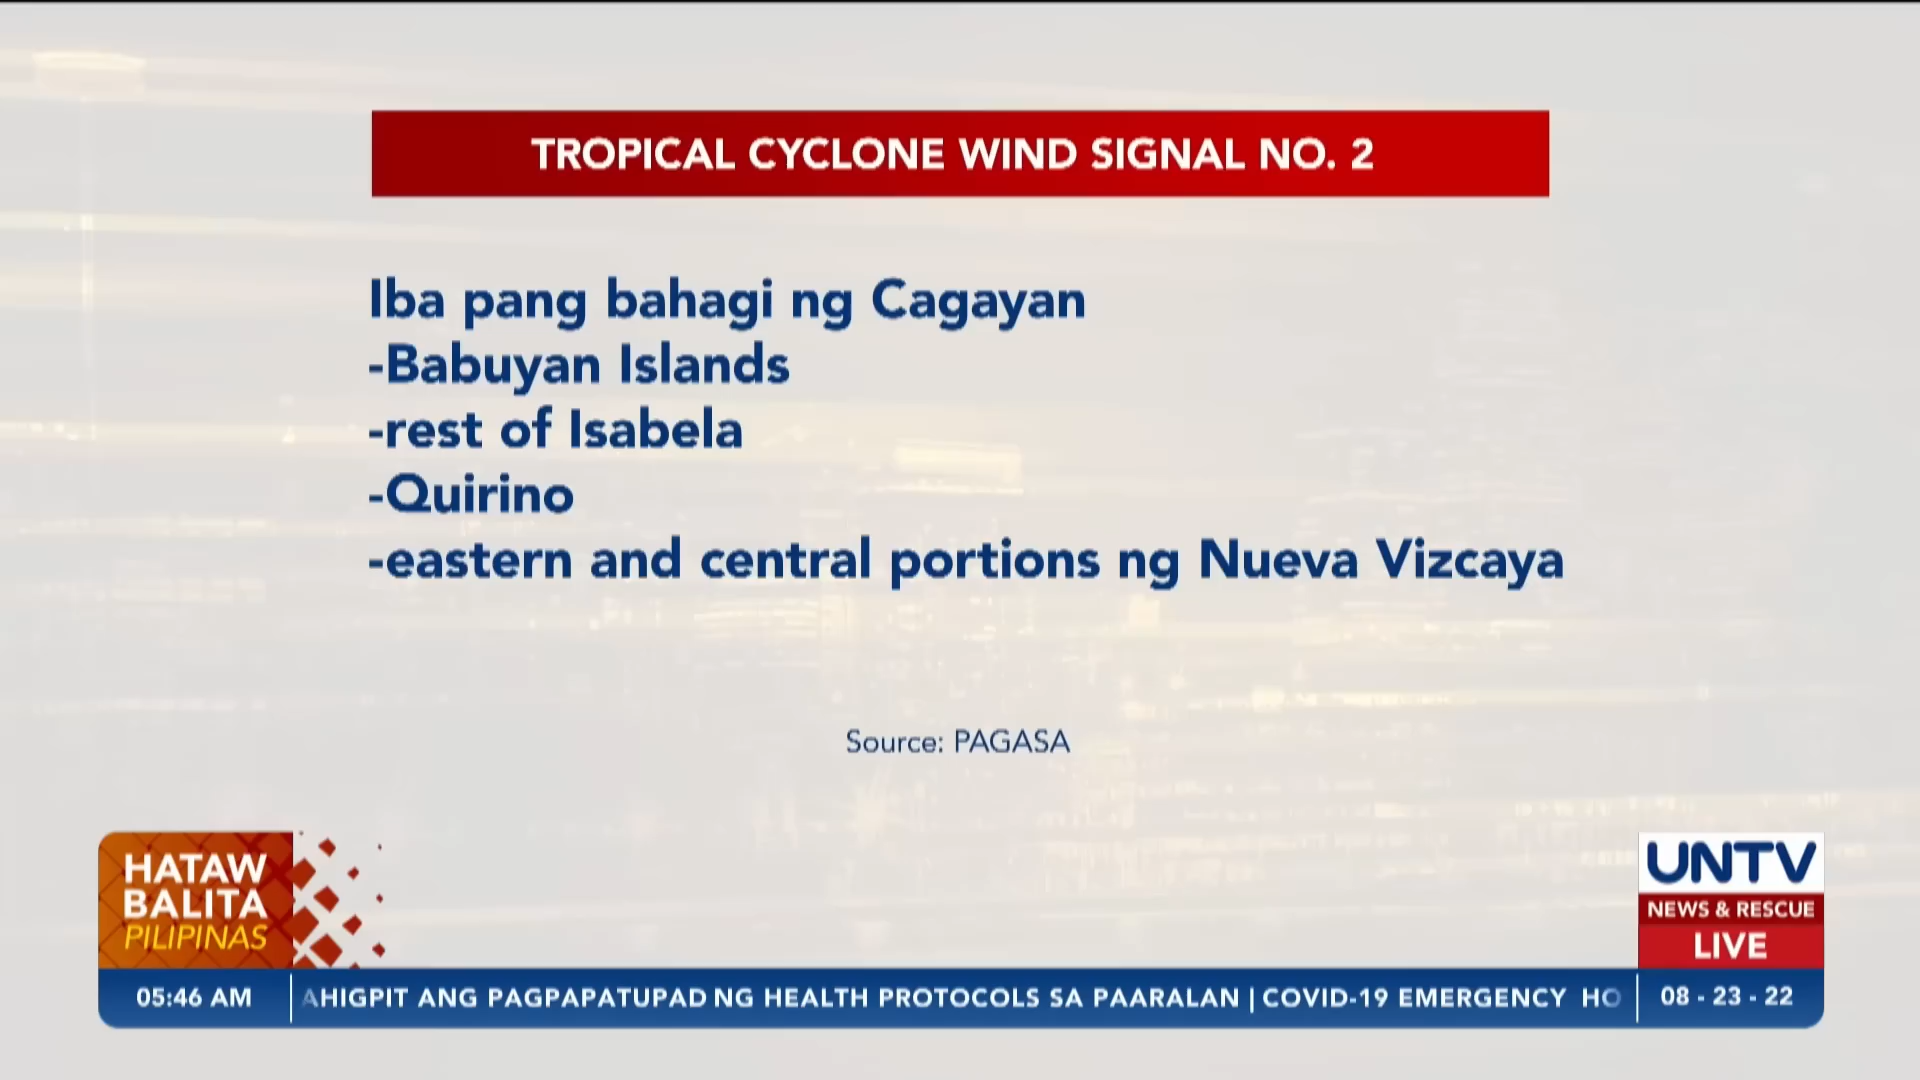 TROPICAL CYCLONE WIND SIGNAL NO. 2
Iba pang bahagi ng Cagayan
-Babuyan Islands
-rest of Isabela
-Quirino
-eastern and central portions ng Nueva Vizcaya
Source: PAGASA
HATAW
BALITA
PILIPINAS
UNTV
NEWS & RESCUE
LIVE
05:46 AM
AHIGPIT ANG PAGPAPATUPAD NG HEALTH PROTOCOLS SA PAARALAN | COVID-19 EMERGENCY HO
08 - 23 - 22